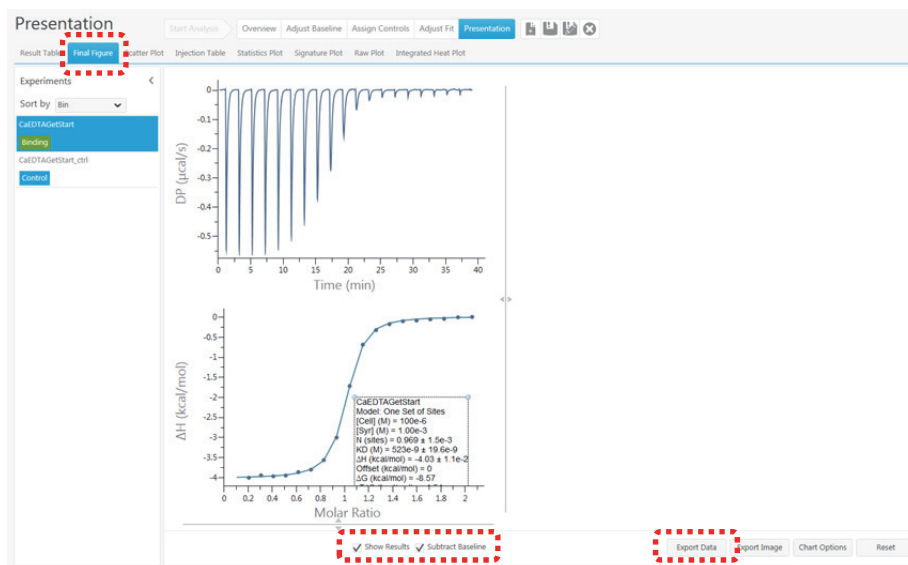 Presentation
Start Analysis Overview Adjust Baseline Assign Controls Adjust Fit Presentation
Result Table Final Figure Scatter Plot Injection Table Statistics Plot Signature Plot Raw Plot Integrated Heat Plot
Experiments
Sort by Bin
CaEDTAGetStart
Binding
CaEDTAGetStart_ctrl
Control
0
-0.1
-0.2
-0.3
-0.4
-0.5
DP (µcal/s)
0 5 10 15 20 25 30 35 40
Time (min)
0
-0.5
-1
-1.5
-2
-2.5
-3
-3.5
-4
ΔH (kcal/mol)
CaEDTAGetStart
Model: One Set of Sites
[Cell] (M) = 100e-6
[Syr] (M) = 1.00e-3
N (sites) = 0.969 ± 1.5e-3
KD (M) = 523e-9 ± 19.6e-9
ΔH (kcal/mol) = -4.03 ± 1.1e-2
Offset (kcal/mol) = 0
ΔG (kcal/mol) = -8.57
0 0.2 0.4 0.6 0.8 1 1.2 1.4 1.6 1.8 2
Molar Ratio
Show Results Subtract Baseline
Export Data Export Image Chart Options Reset